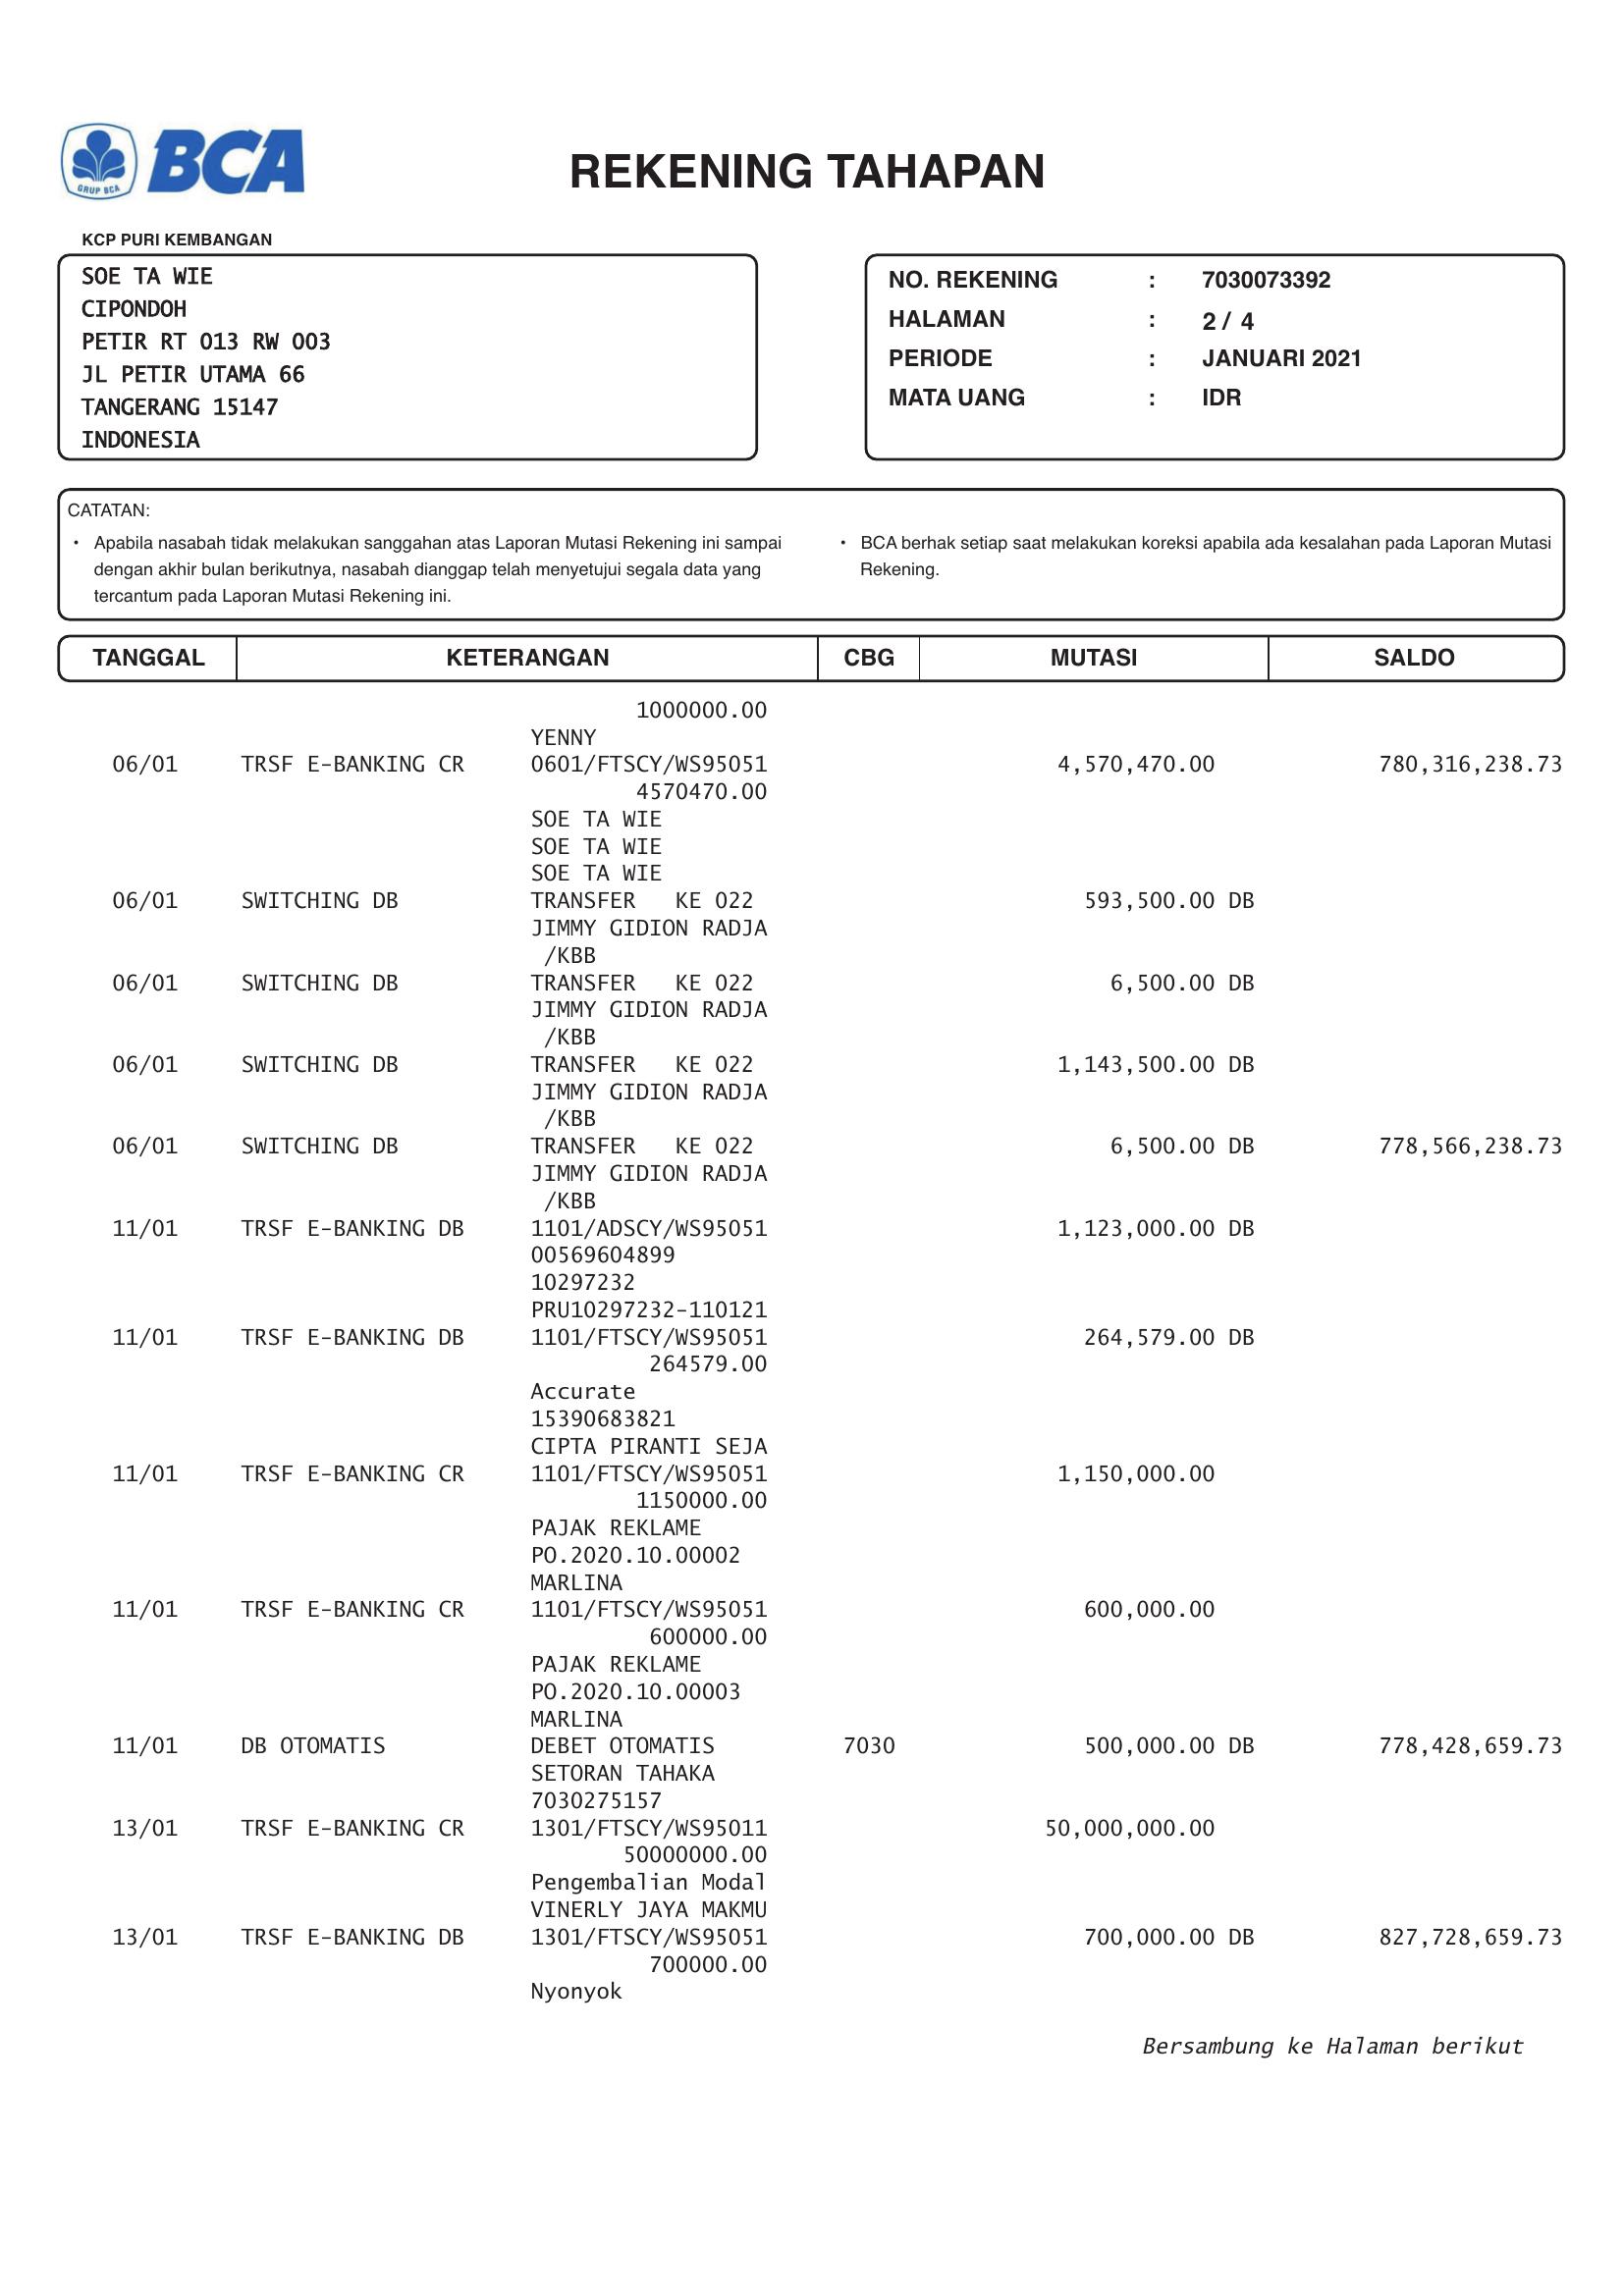 GRUP BCA
BCA
REKENING TAHAPAN
KCP PURI KEMBANGAN
SOE TA WIE
CIPONDOH
PETIR RT 013 RW 003
JL PETIR UTAMA 66
TANGERANG 15147
INDONESIA
NO. REKENING : 7030073392
HALAMAN : 2 / 4
PERIODE : JANUARI 2021
MATA UANG : IDR
CATATAN:
• Apabila nasabah tidak melakukan sanggahan atas Laporan Mutasi Rekening ini sampai
dengan akhir bulan berikutnya, nasabah dianggap telah menyetujui segala data yang
tercantum pada Laporan Mutasi Rekening ini.
• BCA berhak setiap saat melakukan koreksi apabila ada kesalahan pada Laporan Mutasi
Rekening.
TANGGAL KETERANGAN CBG MUTASI SALDO
1000000.00
YENNY
06/01 TRSF E-BANKING CR 0601/FTSCY/WS95051 4,570,470.00 780,316,238.73
4570470.00
SOE TA WIE
SOE TA WIE
SOE TA WIE
06/01 SWITCHING DB TRANSFER KE 022 593,500.00 DB
JIMMY GIDION RADJA
/KBB
06/01 SWITCHING DB TRANSFER KE 022 6,500.00 DB
JIMMY GIDION RADJA
/KBB
06/01 SWITCHING DB TRANSFER KE 022 1,143,500.00 DB
JIMMY GIDION RADJA
/KBB
06/01 SWITCHING DB TRANSFER KE 022 6,500.00 DB 778,566,238.73
JIMMY GIDION RADJA
/KBB
11/01 TRSF E-BANKING DB 1101/ADSCY/WS95051 1,123,000.00 DB
00569604899
10297232
PRU10297232-110121
11/01 TRSF E-BANKING DB 1101/FTSCY/WS95051 264,579.00 DB
264579.00
Accurate
15390683821
CIPTA PIRANTI SEJA
11/01 TRSF E-BANKING CR 1101/FTSCY/WS95051 1,150,000.00
1150000.00
PAJAK REKLAME
PO.2020.10.00002
MARLINA
11/01 TRSF E-BANKING CR 1101/FTSCY/WS95051 600,000.00
600000.00
PAJAK REKLAME
PO.2020.10.00003
MARLINA
11/01 DB OTOMATIS DEBET OTOMATIS 7030 500,000.00 DB 778,428,659.73
SETORAN TAHAKA
7030275157
13/01 TRSF E-BANKING CR 1301/FTSCY/WS95011 50,000,000.00
50000000.00
Pengembalian Modal
VINERLY JAYA MAKMU
13/01 TRSF E-BANKING DB 1301/FTSCY/WS95051 700,000.00 DB 827,728,659.73
700000.00
Nyonyok
Bersambung ke Halaman berikut